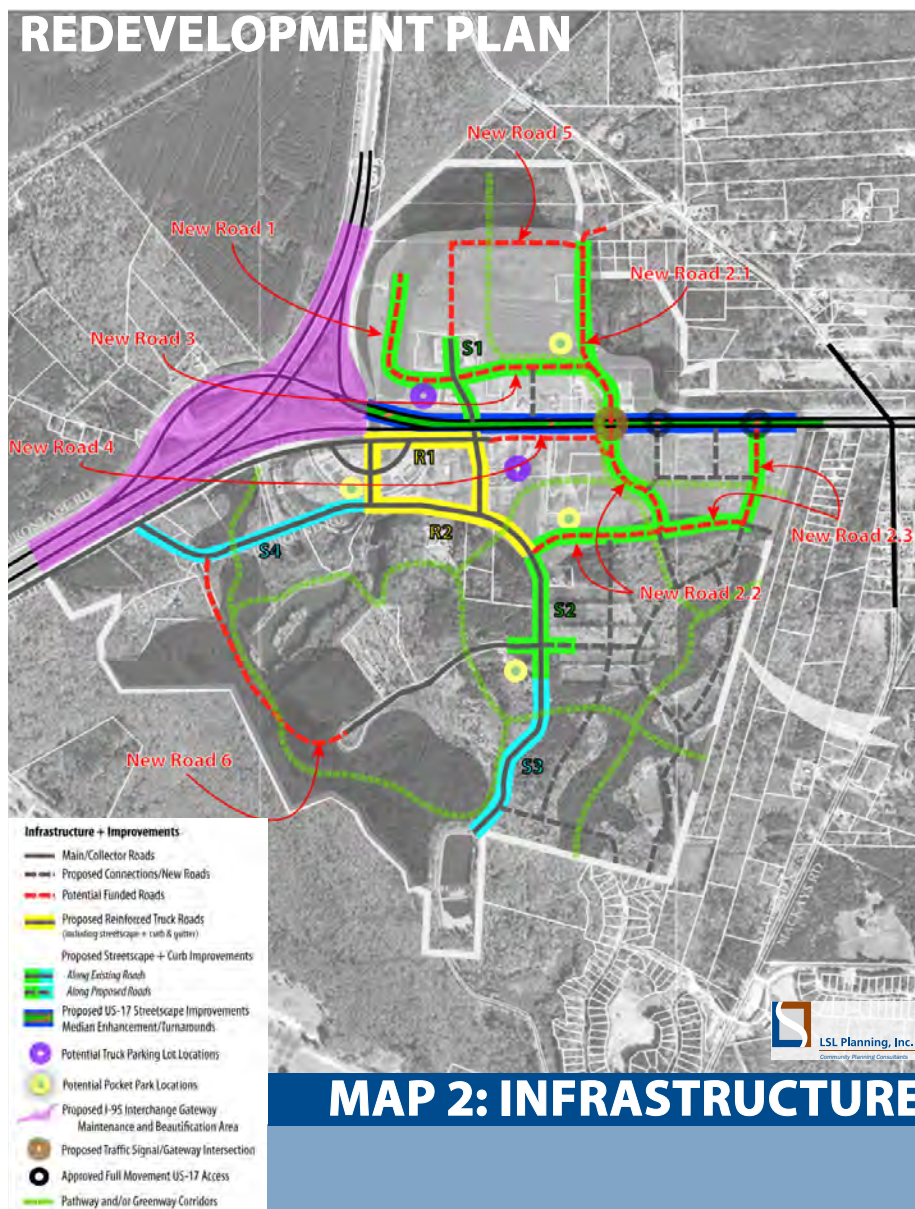 REDEVELOPMENT PLAN
New Road 5
New Road 1
New Road 2.1
New Road 3
S1
New Road 4
R1
R2
New Road 2.3
S4
New Road 2.2
S2
New Road 6
S3
Infrastructure + Improvements
Main/Collector Roads
Proposed Connections/New Roads
Potential Funded Roads
Proposed Reinforced Truck Roads
(including streetscape + curb & gutter)
Proposed Streetscape + Curb Improvements
Along Existing Roads
Along Proposed Roads
Proposed US-17 Streetscape Improvements
Median Enhancement/Turnarounds
Potential Truck Parking Lot Locations
Potential Pocket Park Locations
Proposed I-95 Interchange Gateway
Maintenance and Beautification Area
Proposed Traffic Signal/Gateway Intersection
Approved Full Movement US-17 Access
Pathway and/or Greenway Corridors
LSL Planning, Inc.
Community Planning Consultants
MAP 2: INFRASTRUCTURE